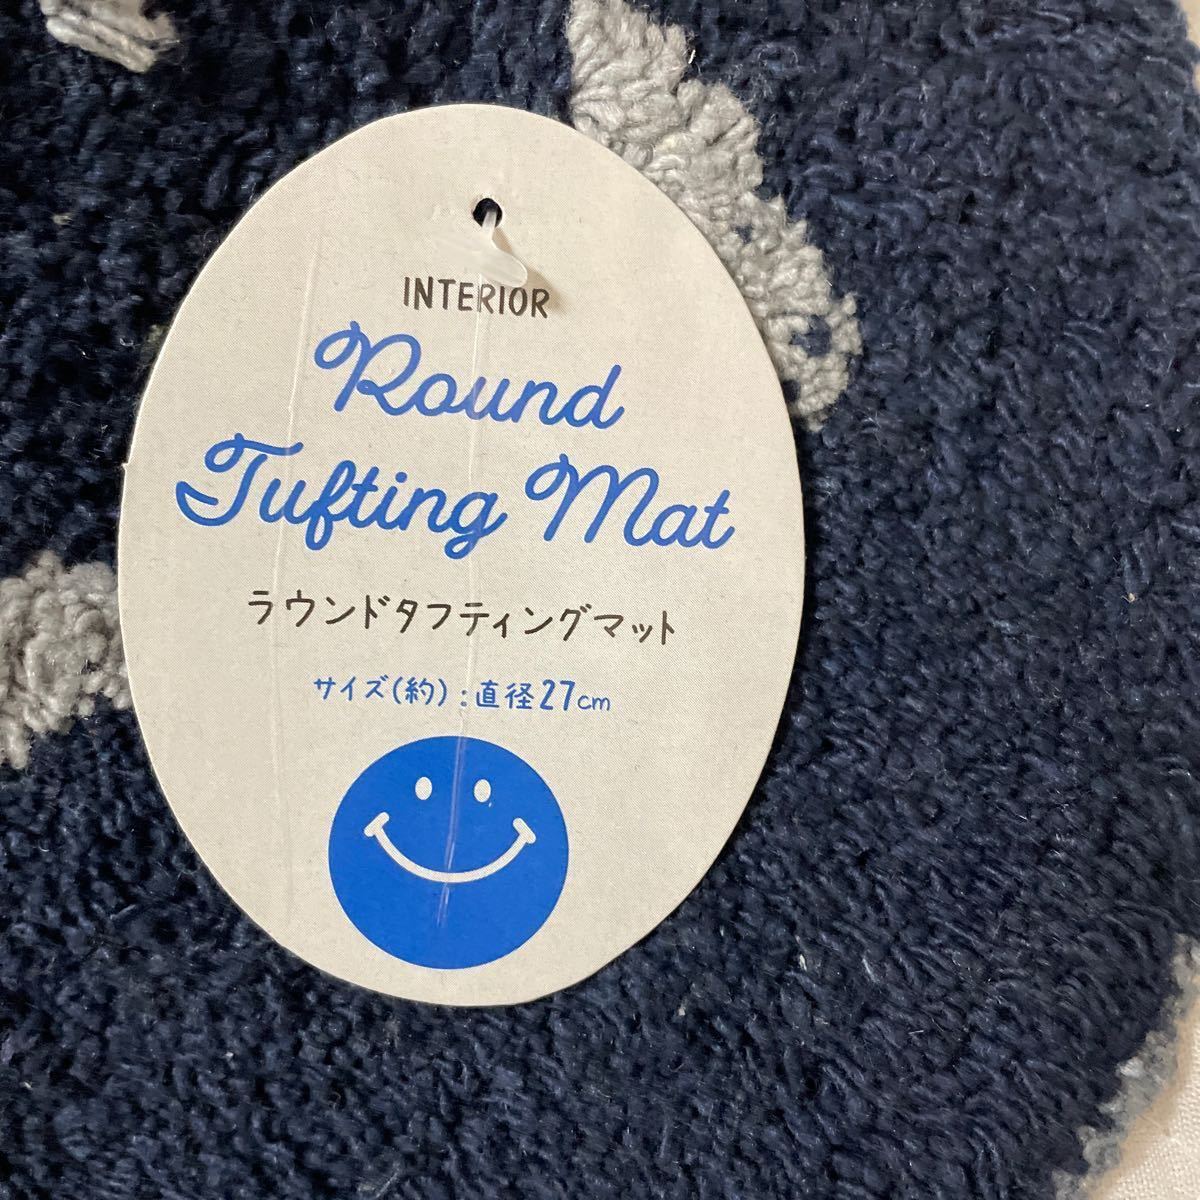 INTERIOR
Round
Tufting Mat
ラウンドタフティングマット
サイズ(約):直径27cm